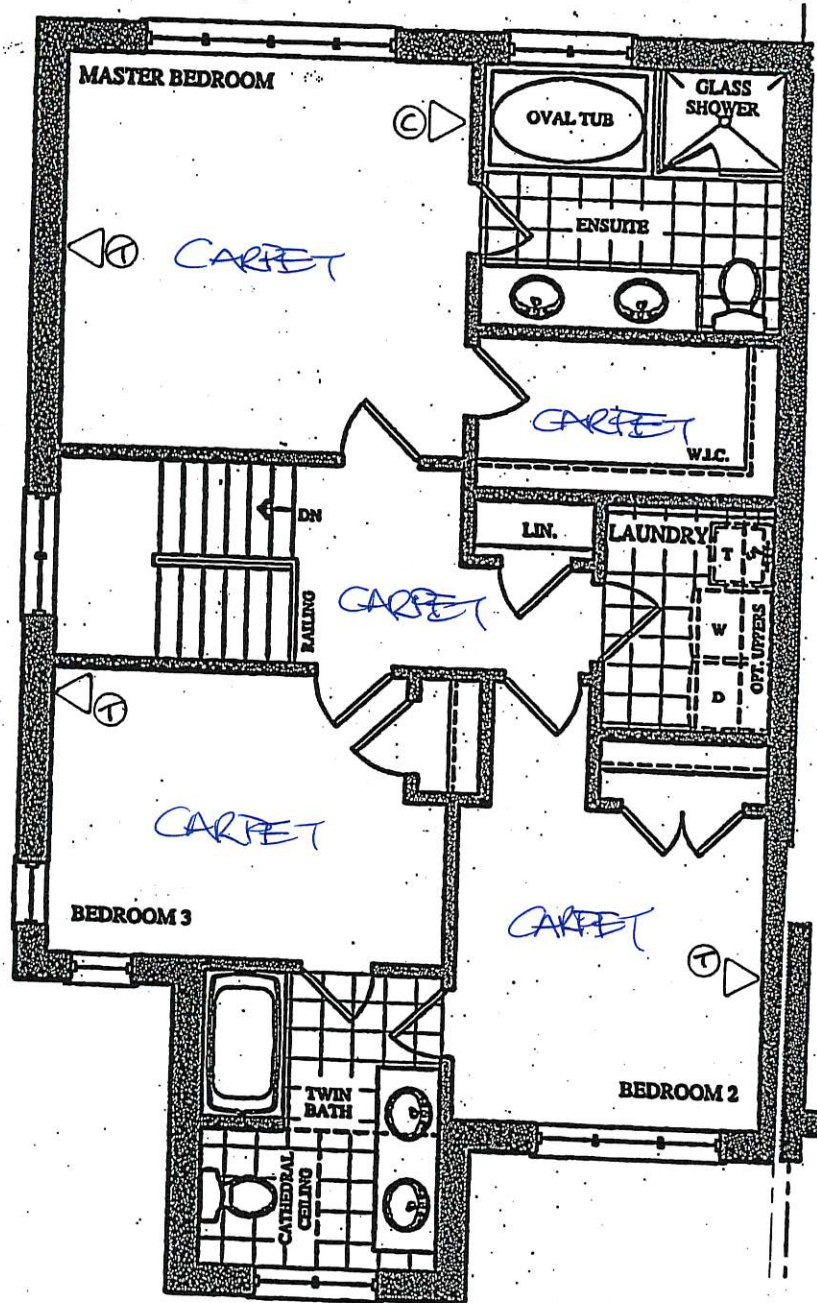 MASTER BEDROOM
C
OVAL TUB
GLASS
SHOWER
T
CARPET
ENSUITE
CARPET
W.I.C.
DN
LIN.
LAUNDRY
T
RAILING
CARPET
W
OPT. UPPERS
D
T
CARPET
BEDROOM 3
CARPET
T
TWIN
BATH
BEDROOM 2
CATHEDRAL
CEILING